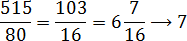 515/80 = 103/16 = 6 7/16 → 7